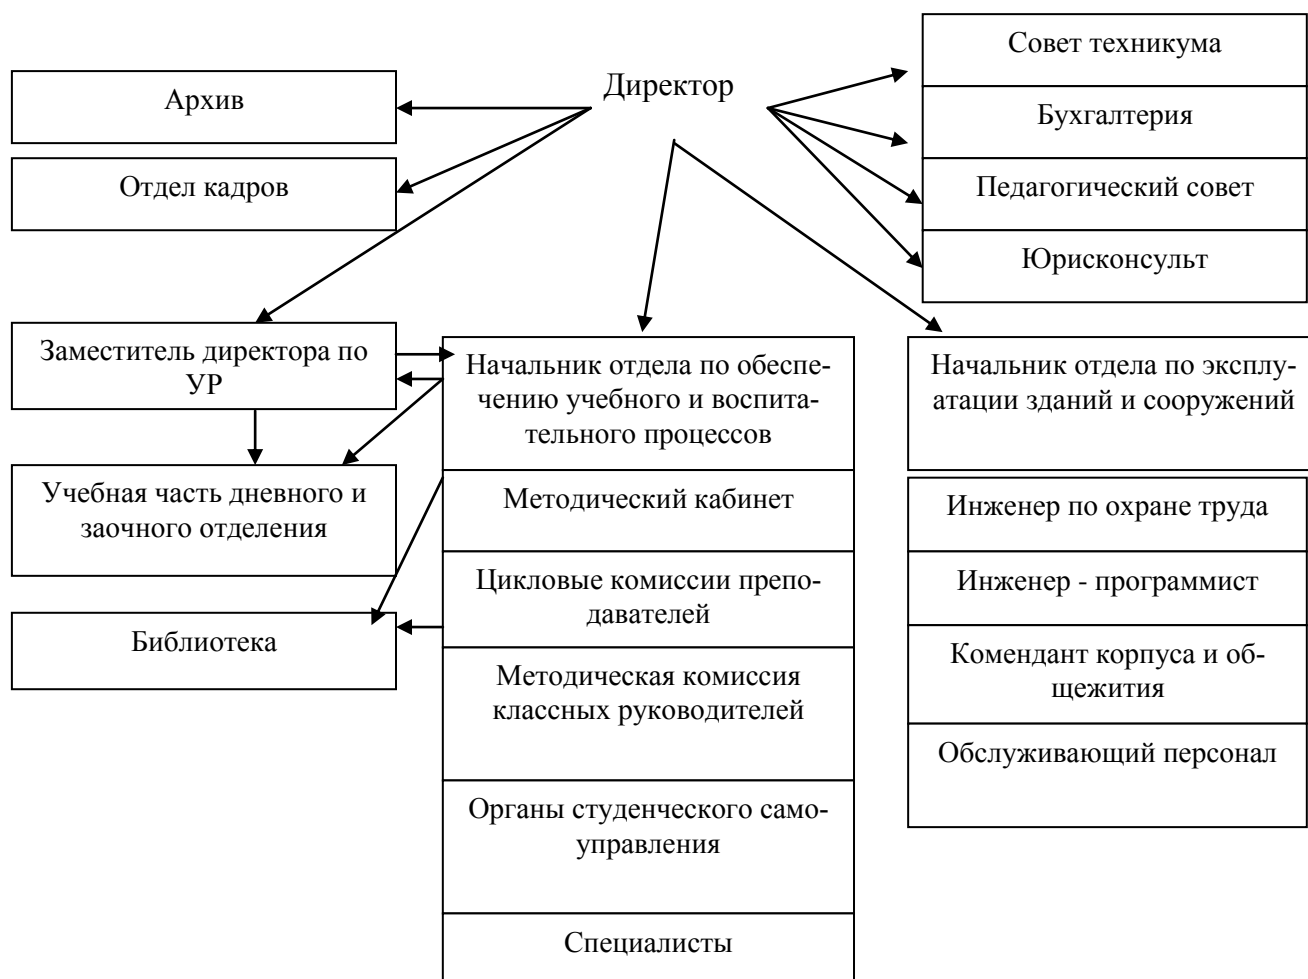 Директор
Архив
Отдел кадров
Совет техникума
Бухгалтерия
Педагогический совет
Юрисконсульт
Заместитель директора по
УР
Учебная часть дневного и
заочного отделения
Библиотека
Начальник отдела по обеспе-
чению учебного и воспита-
тельного процессов
Методический кабинет
Цикловые комиссии препо-
давателей
Методическая комиссия
классных руководителей
Органы студенческого само-
управления
Специалисты
Начальник отдела по эксплу-
атации зданий и сооружений
Инженер по охране труда
Инженер - программист
Комендант корпуса и об-
щежития
Обслуживающий персонал